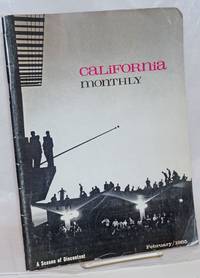 CALiFORNiA
MONTHLY
February/1965
A Season of Discontent